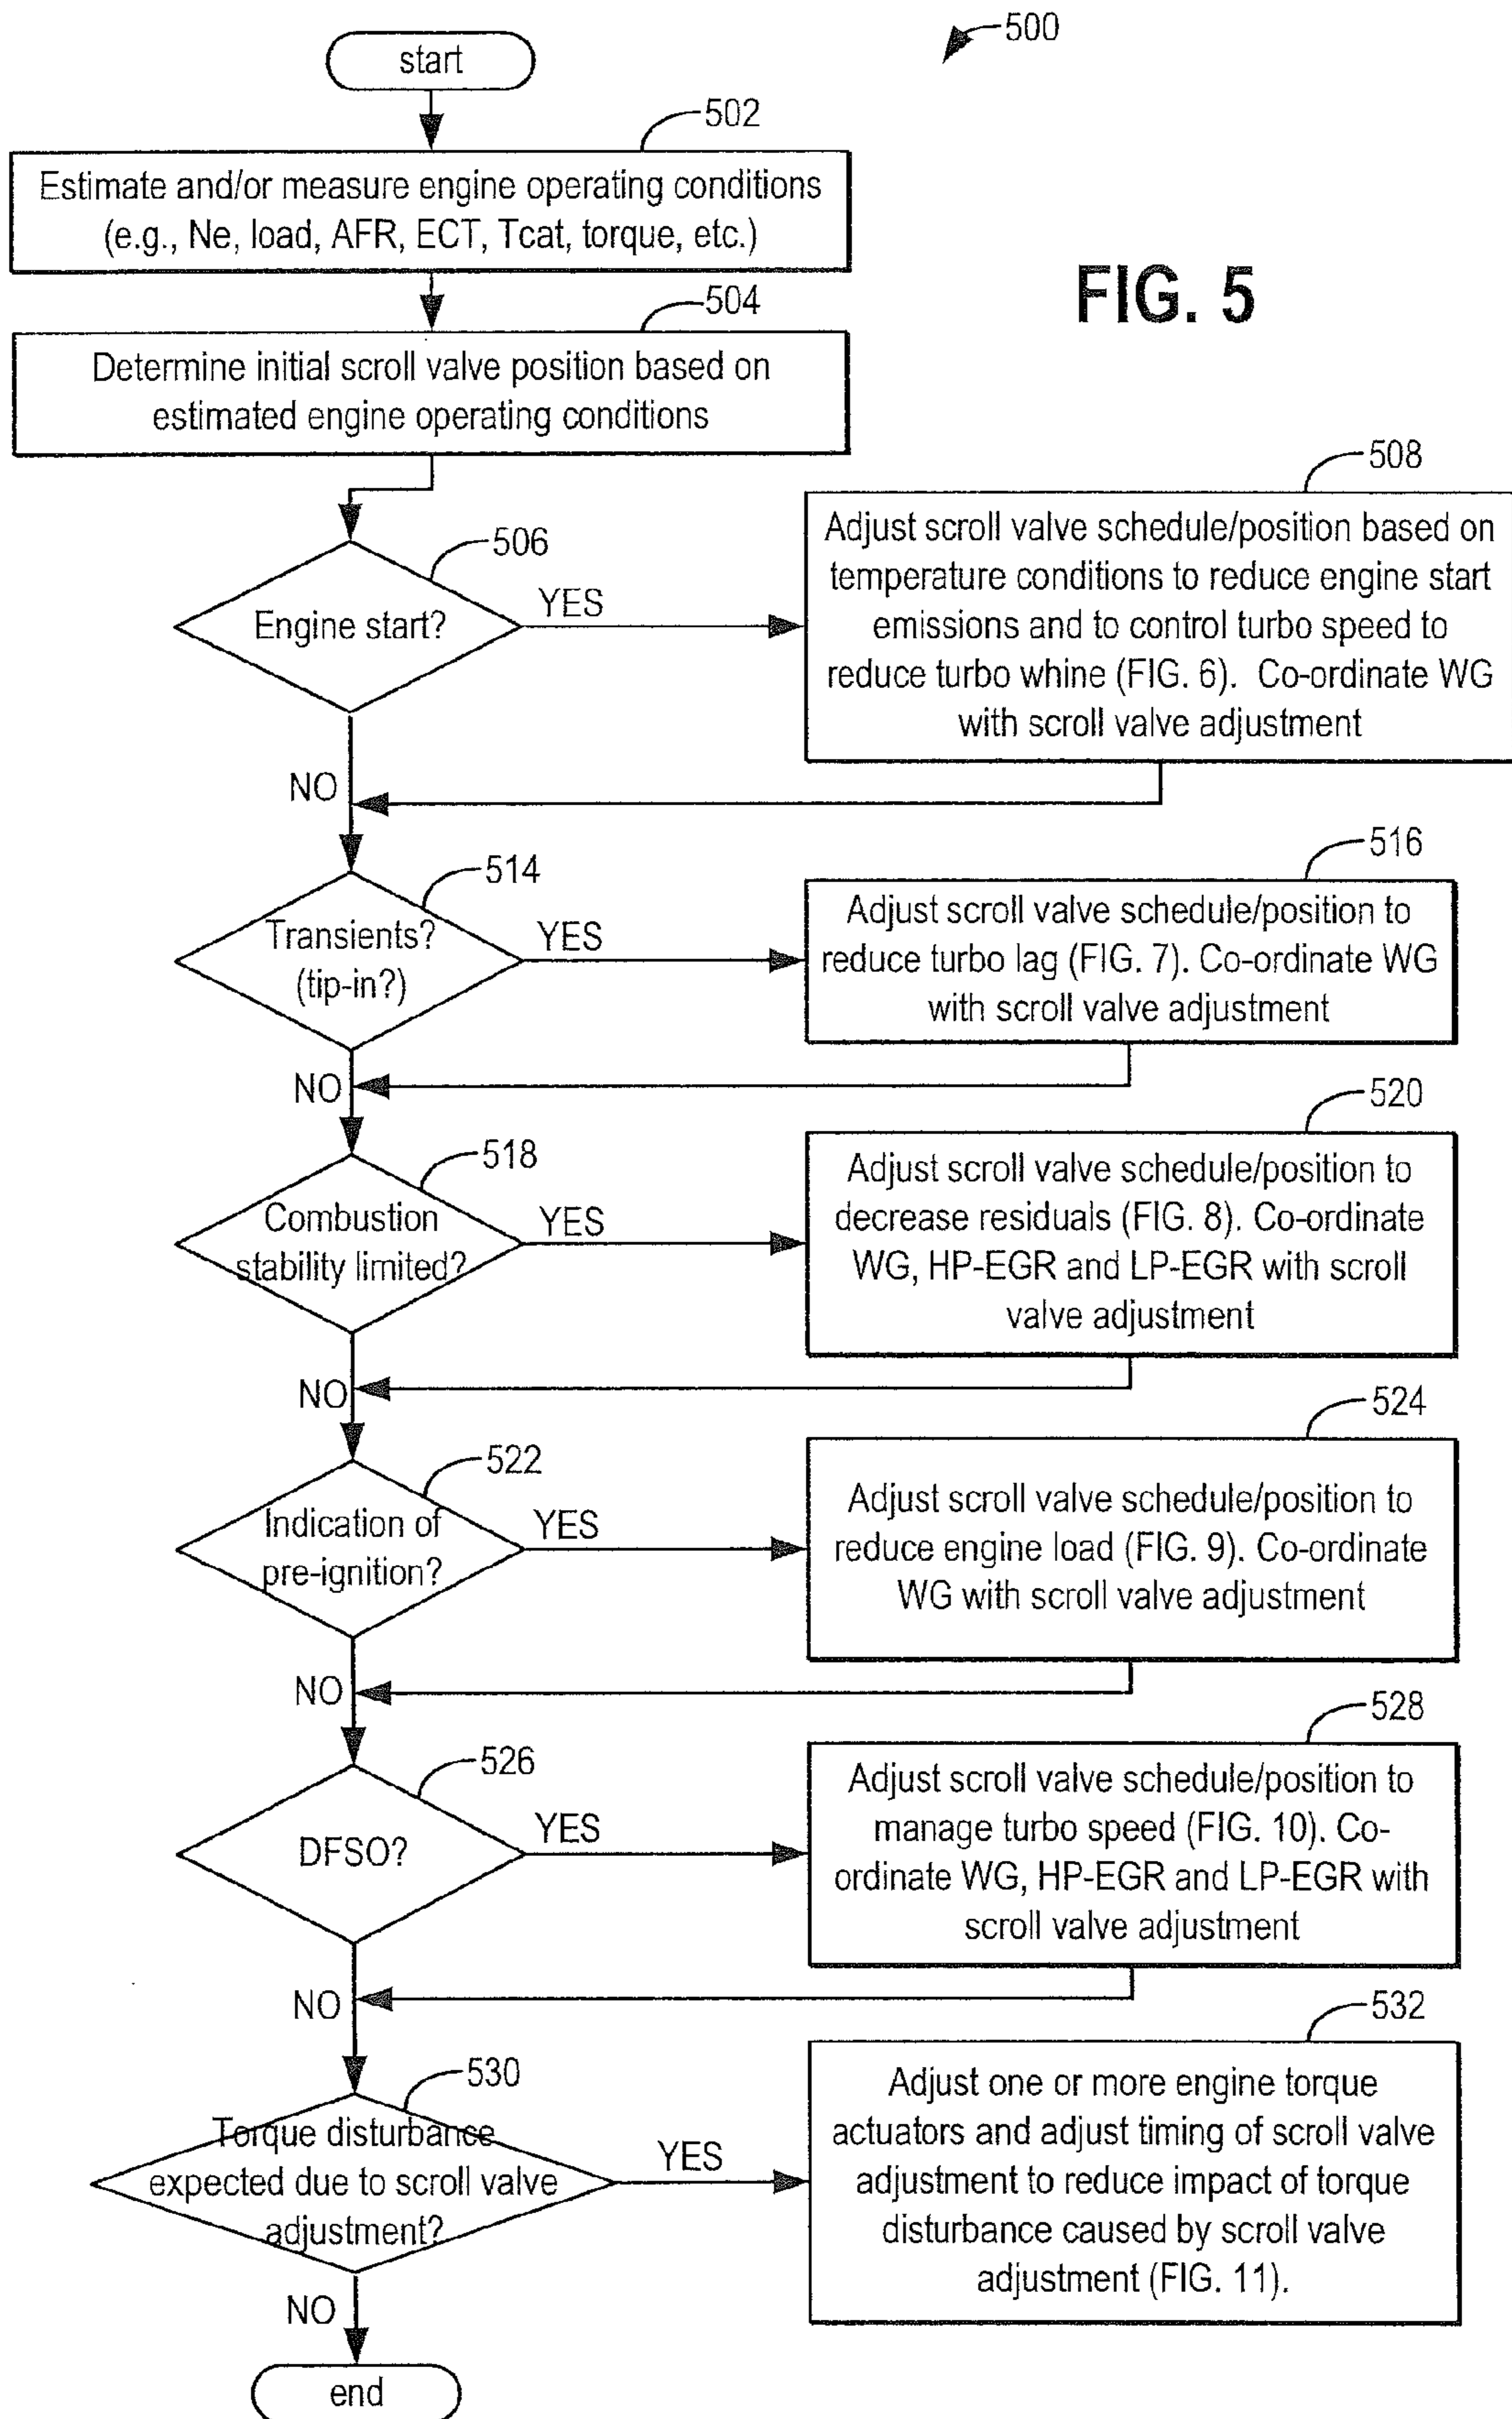 500
start
502
Estimate and/or measure engine operating conditions
(e.g., Ne, load, AFR, ECT, Tcat, torque, etc.)
FIG. 5
504
Determine initial scroll valve position based on
estimated engine operating conditions
506
Engine start?
YES
NO
508
Adjust scroll valve schedule/position based on
temperature conditions to reduce engine start
emissions and to control turbo speed to
reduce turbo whine (FIG. 6). Co-ordinate WG
with scroll valve adjustment
514
Transients?
(tip-in?)
YES
NO
516
Adjust scroll valve schedule/position to
reduce turbo lag (FIG. 7). Co-ordinate WG
with scroll valve adjustment
518
Combustion
stability limited?
YES
NO
520
Adjust scroll valve schedule/position to
decrease residuals (FIG. 8). Co-ordinate
WG, HP-EGR and LP-EGR with scroll
valve adjustment
522
Indication of
pre-ignition?
YES
NO
524
Adjust scroll valve schedule/position to
reduce engine load (FIG. 9). Co-ordinate
WG with scroll valve adjustment
526
DFSO?
YES
NO
528
Adjust scroll valve schedule/position to
manage turbo speed (FIG. 10). Co-
ordinate WG, HP-EGR and LP-EGR with
scroll valve adjustment
530
Torque disturbance
expected due to scroll valve
adjustment?
YES
NO
532
Adjust one or more engine torque
actuators and adjust timing of scroll valve
adjustment to reduce impact of torque
disturbance caused by scroll valve
adjustment (FIG. 11).
end